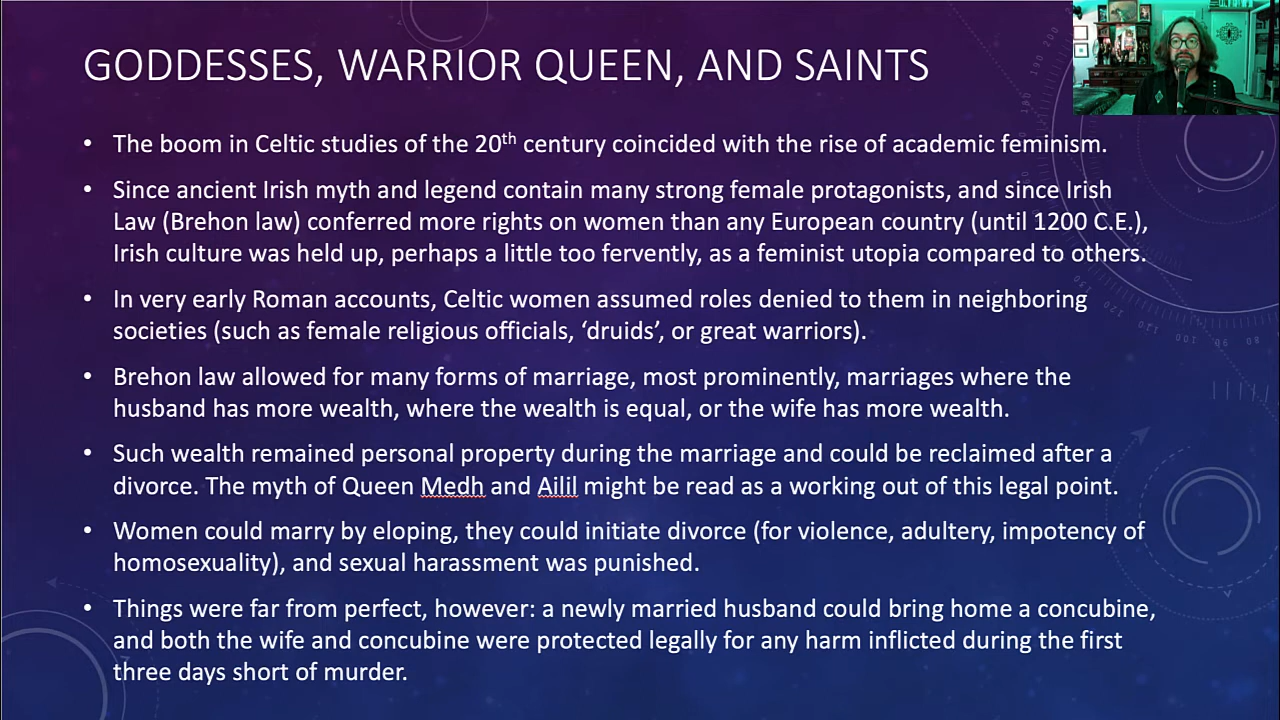 GODDESSES, WARRIOR QUEEN, AND SAINTS
• The boom in Celtic studies of the 20th century coincided with the rise of academic feminism.
• Since ancient Irish myth and legend contain many strong female protagonists, and since Irish
Law (Brehon law) conferred more rights on women than any European country (until 1200 C.E.),
Irish culture was held up, perhaps a little too fervently, as a feminist utopia compared to others.
• In very early Roman accounts, Celtic women assumed roles denied to them in neighboring
societies (such as female religious officials, ‘druids’, or great warriors).
• Brehon law allowed for many forms of marriage, most prominently, marriages where the
husband has more wealth, where the wealth is equal, or the wife has more wealth.
• Such wealth remained personal property during the marriage and could be reclaimed after a
divorce. The myth of Queen Medh and Ailil might be read as a working out of this legal point.
• Women could marry by eloping, they could initiate divorce (for violence, adultery, impotency of
homosexuality), and sexual harassment was punished.
• Things were far from perfect, however: a newly married husband could bring home a concubine,
and both the wife and concubine were protected legally for any harm inflicted during the first
three days short of murder.